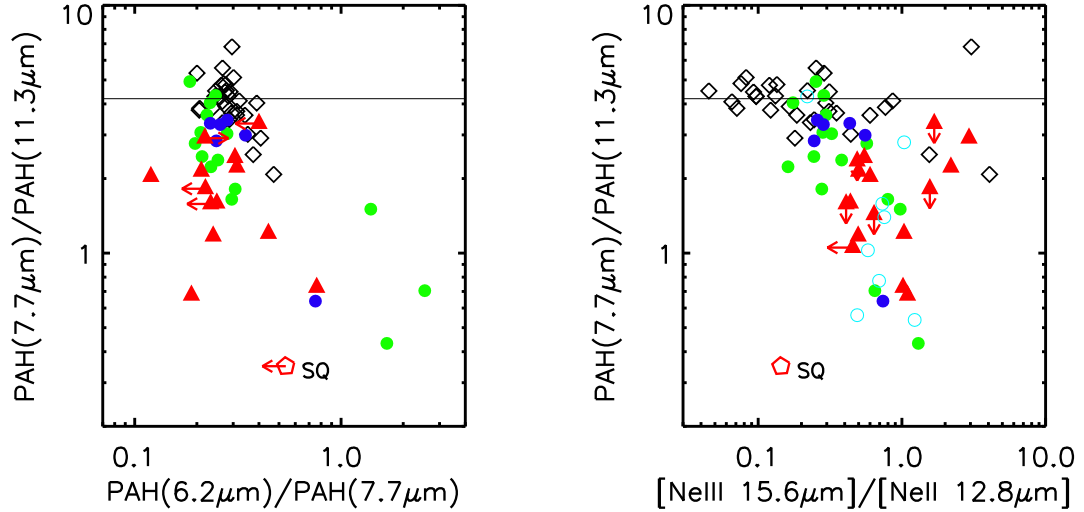 10
1
PAH(7.7μm)/PAH(11.3μm)
SQ
0.1
1.0
PAH(6.2μm)/PAH(7.7μm)
10
1
PAH(7.7μm)/PAH(11.3μm)
SQ
0.1
1.0
10.0
[NeIII 15.6μm]/[NeII 12.8μm]